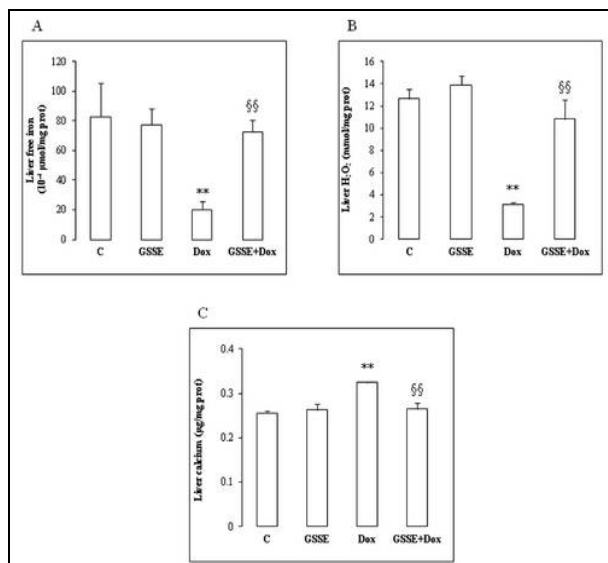 A
Liver free iron
(10⁻⁴ µmol/mg prot)
120
100
80
60
40
20
0
**
§§
C GSSE Dox GSSE+Dox
B
Liver H₂O₂ (mmol/mg prot)
16
14
12
10
8
6
4
2
0
**
§§
C GSSE Dox GSSE+Dox
C
Liver calcium (µg/mg prot)
0.4
0.3
0.2
0.1
0
**
§§
C GSSE Dox GSSE+Dox